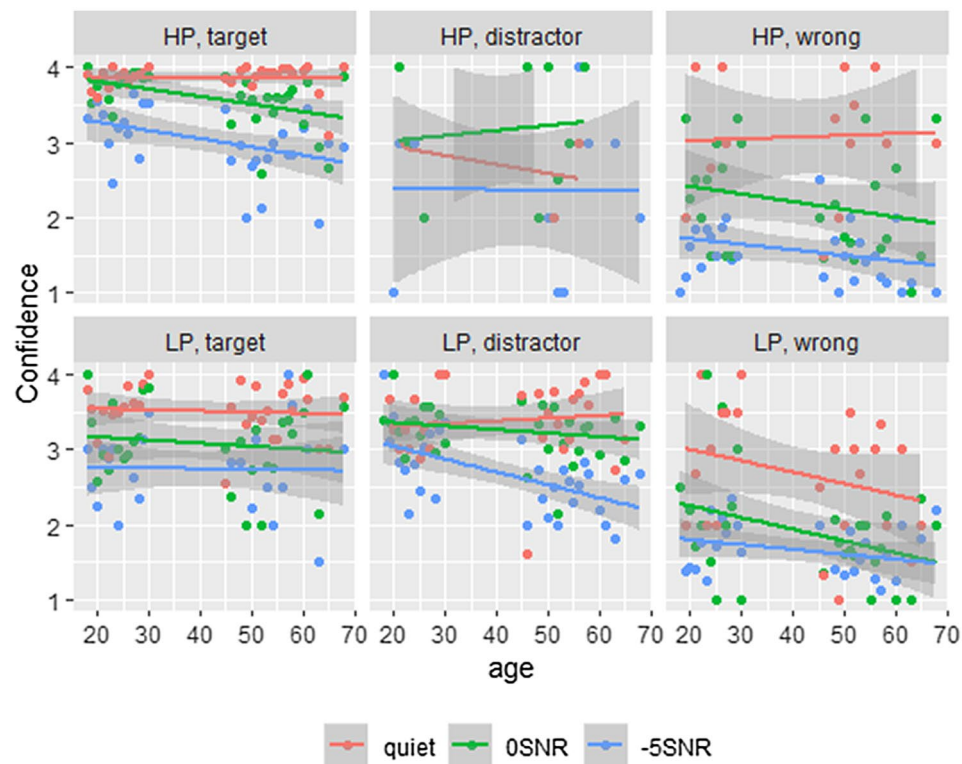 HP, target HP, distractor HP, wrong
4
3
2
1
LP, target LP, distractor LP, wrong
4
3
2
1
Confidence
20 30 40 50 60 70 20 30 40 50 60 70 20 30 40 50 60 70
age
quiet 0SNR -5SNR